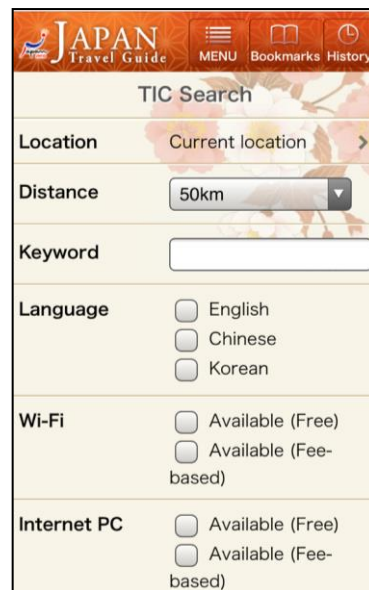 JAPAN
Travel Guide
MENU Bookmarks History
TIC Search
Location Current location
Distance 50km
Keyword
Language English
Chinese
Korean
Wi-Fi Available (Free)
Available (Fee-
based)
Internet PC Available (Free)
Available (Fee-
based)